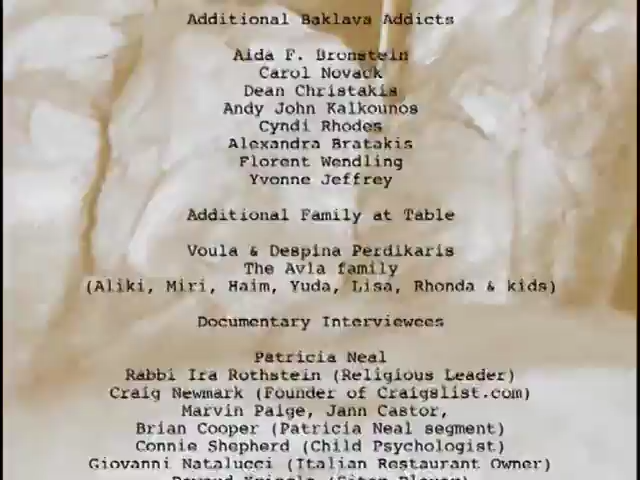 Additional Baklava Addicts
Aida F. Bronstein
Carol Novack
Dean Christakis
Andy John Kalkounos
Cyndi Rhodes
Alexandra Bratakis
Florent Wendling
Yvonne Jeffrey
Additional Family at Table
Voula & Despina Perdikaris
The Avla family
(Aliki, Miri, Haim, Yuda, Lisa, Rhonda & kids)
Documentary Interviewees
Patricia Neal
Rabbi Ira Rothstein (Religious Leader)
Craig Newmark (Founder of Craigslist.com)
Marvin Paige, Jann Castor,
Brian Cooper (Patricia Neal segment)
Connie Shepherd (Child Psychologist)
Giovanni Natalucci (Italian Restaurant Owner)